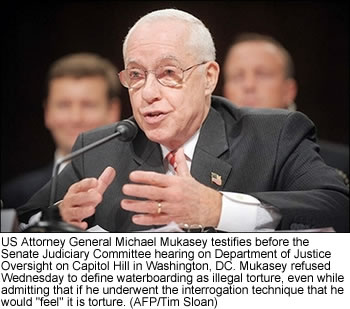 US Attorney General Michael Mukasey testifies before the
Senate Judiciary Committee hearing on Department of Justice
Oversight on Capitol Hill in Washington, DC. Mukasey refused
Wednesday to define waterboarding as illegal torture, even while
admitting that if he underwent the interrogation technique that he
would "feel" it is torture. (AFP/Tim Sloan)